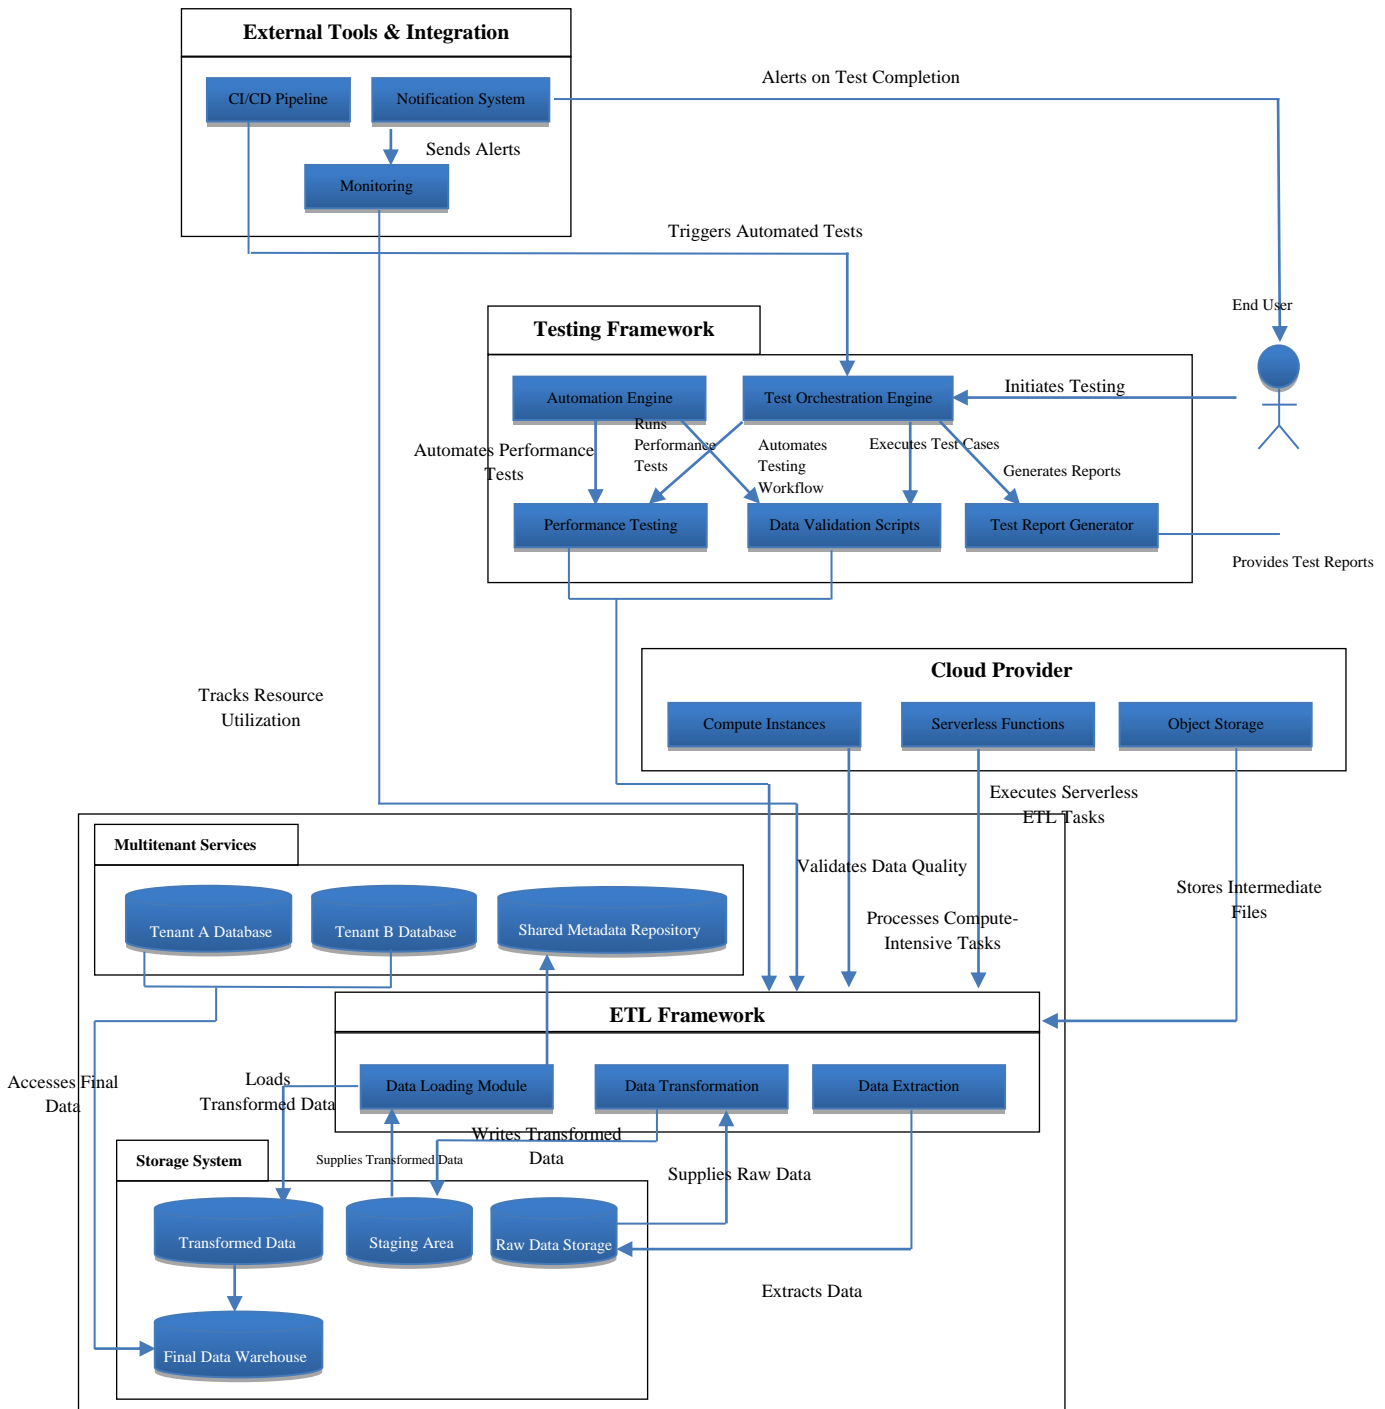 External Tools & Integration
Alerts on Test Completion
CI/CD Pipeline
Notification System
Sends Alerts
Monitoring
Triggers Automated Tests
End User
Testing Framework
Initiates Testing
Automation Engine
Test Orchestration Engine
Automates Performance
Tests
Runs
Performance
Tests
Automates
Testing
Workflow
Executes Test Cases
Generates Reports
Performance Testing
Data Validation Scripts
Test Report Generator
Provides Test Reports
Cloud Provider
Tracks Resource
Utilization
Compute Instances
Serverless Functions
Object Storage
Executes Serverless
ETL Tasks
Multitenant Services
Validates Data Quality
Stores Intermediate
Files
Tenant A Database
Tenant B Database
Shared Metadata Repository
Processes Compute-
Intensive Tasks
ETL Framework
Accesses Final
Data
Loads
Transformed Data
Data Loading Module
Data Transformation
Data Extraction
Writes Transformed
Data
Storage System
Supplies Transformed Data
Supplies Raw Data
Transformed Data
Staging Area
Raw Data Storage
Extracts Data
Final Data Warehouse